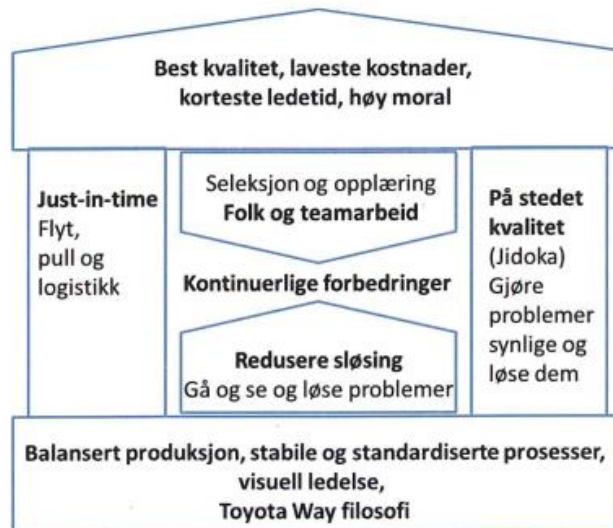 Best kvalitet, laveste kostnader,
korteste ledetid, høy moral
Just-in-time
Flyt,
pull og
logistikk
Seleksjon og opplæring
Folk og teamarbeid
Kontinuerlige forbedringer
Redusere sløsing
Gå og se og løse problemer
På stedet
kvalitet
(Jidoka)
Gjøre
problemer
synlige og
løse dem
Balansert produksjon, stabile og standardiserte prosesser,
visuell ledelse,
Toyota Way filosofi